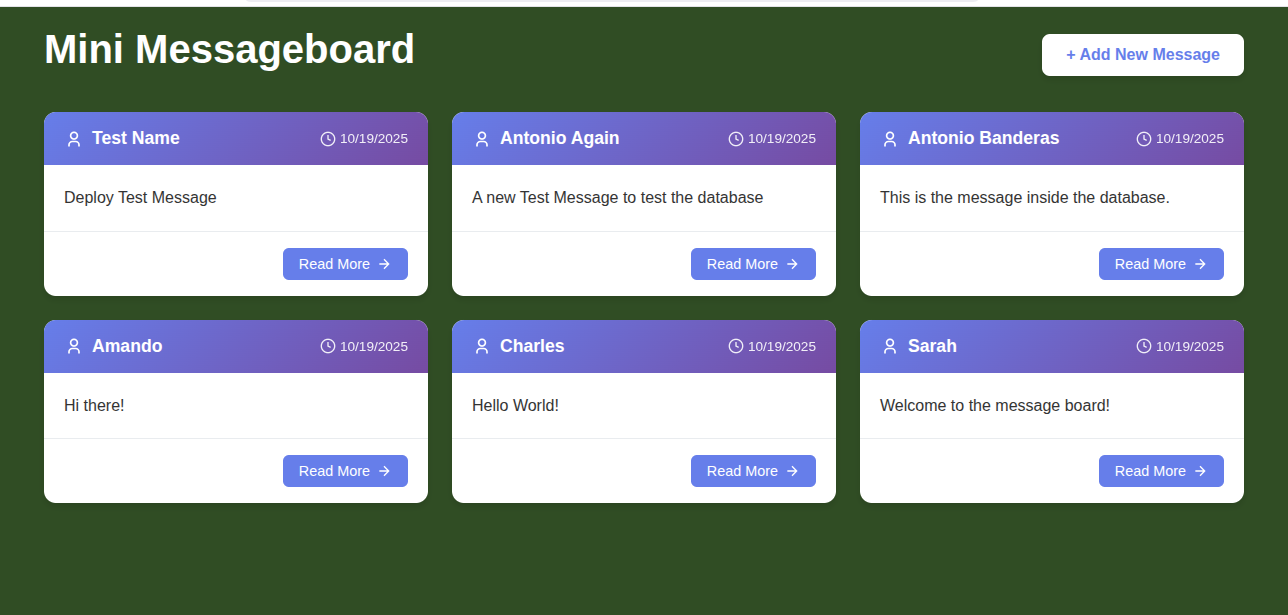 Mini Messageboard
+ Add New Message
Test Name 10/19/2025
Deploy Test Message
Read More
Antonio Again 10/19/2025
A new Test Message to test the database
Read More
Antonio Banderas 10/19/2025
This is the message inside the database.
Read More
Amando 10/19/2025
Hi there!
Read More
Charles 10/19/2025
Hello World!
Read More
Sarah 10/19/2025
Welcome to the message board!
Read More